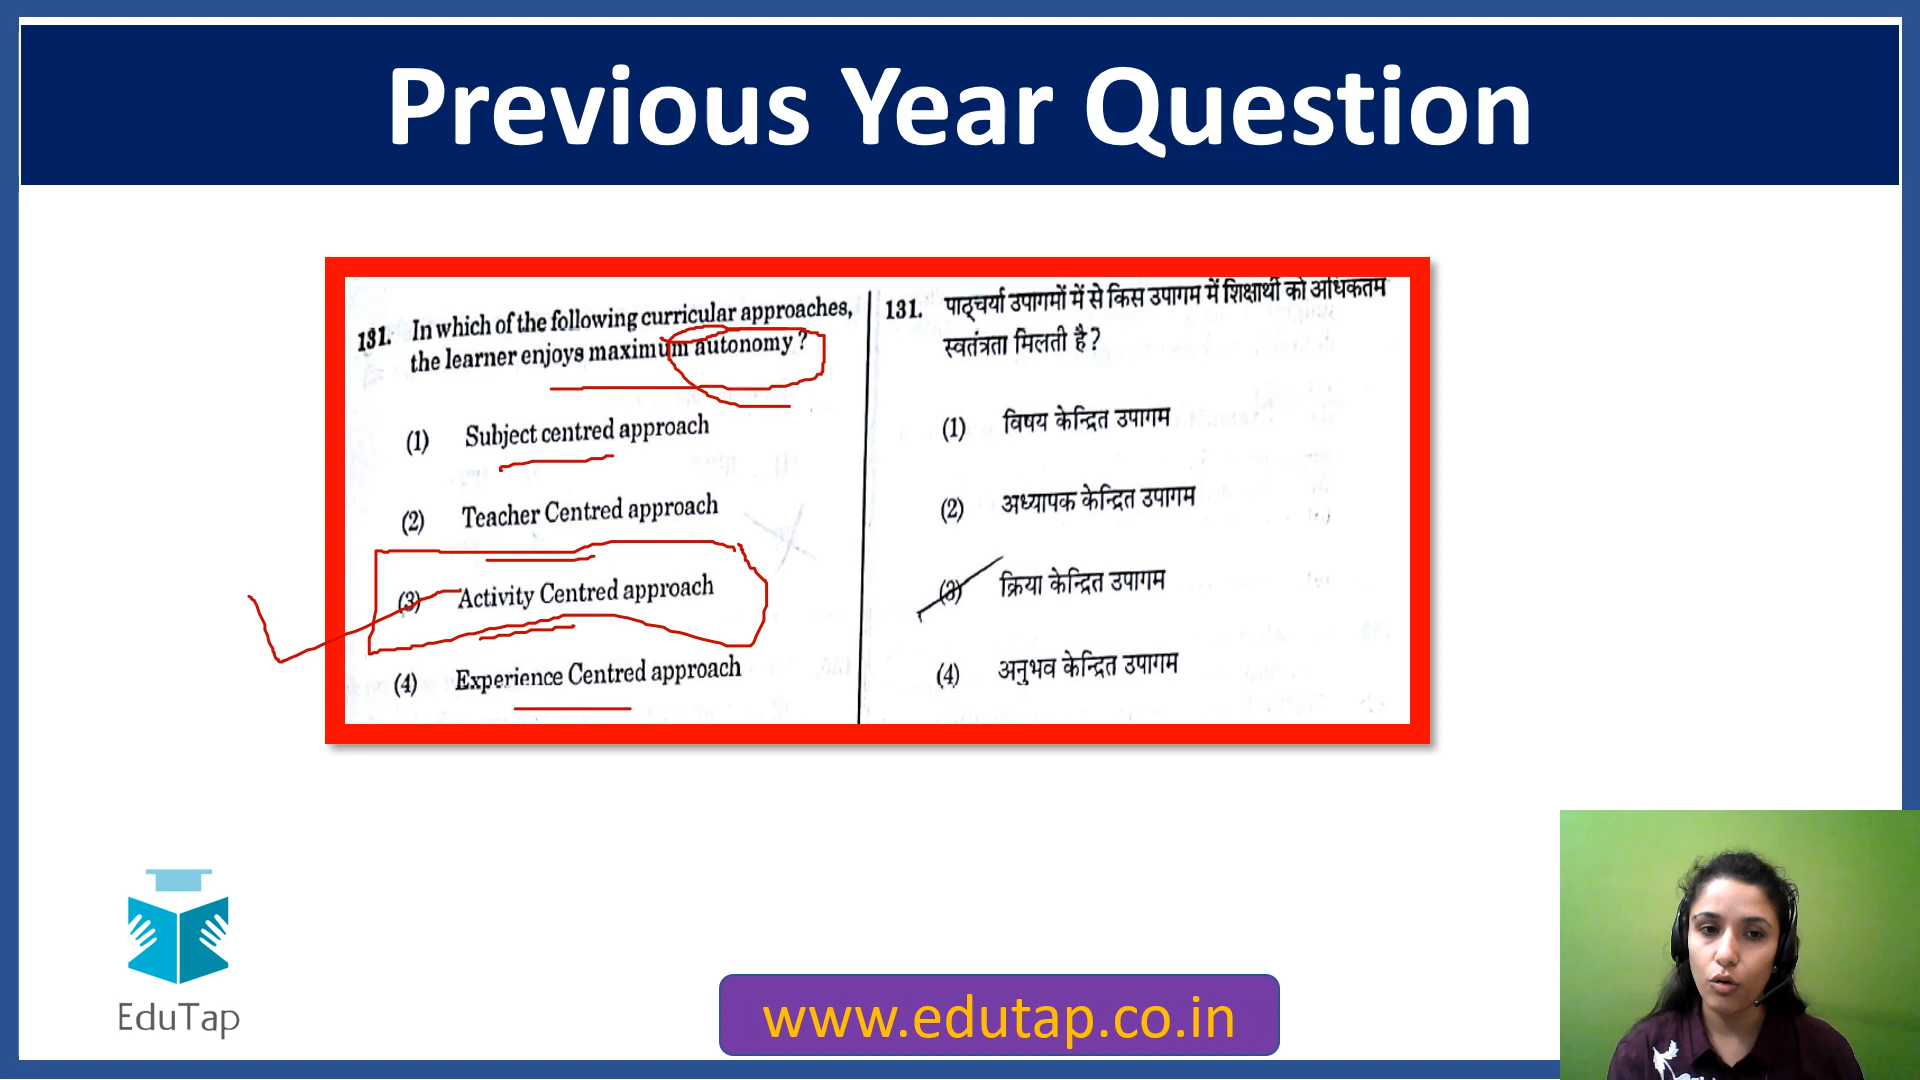 Previous Year Question
131. In which of the following curricular approaches,
the learner enjoys maximum autonomy ?
(1) Subject centred approach
(2) Teacher Centred approach
(3) Activity Centred approach
(4) Experience Centred approach
131. पाठ्चर्या उपागमों में से किस उपागम में शिक्षार्थी को अधिकतम
स्वतंत्रता मिलती है ?
(1) विषय केन्द्रित उपागम
(2) अध्यापक केन्द्रित उपागम
(3) क्रिया केन्द्रित उपागम
(4) अनुभव केन्द्रित उपागम
EduTap
www.edutap.co.in